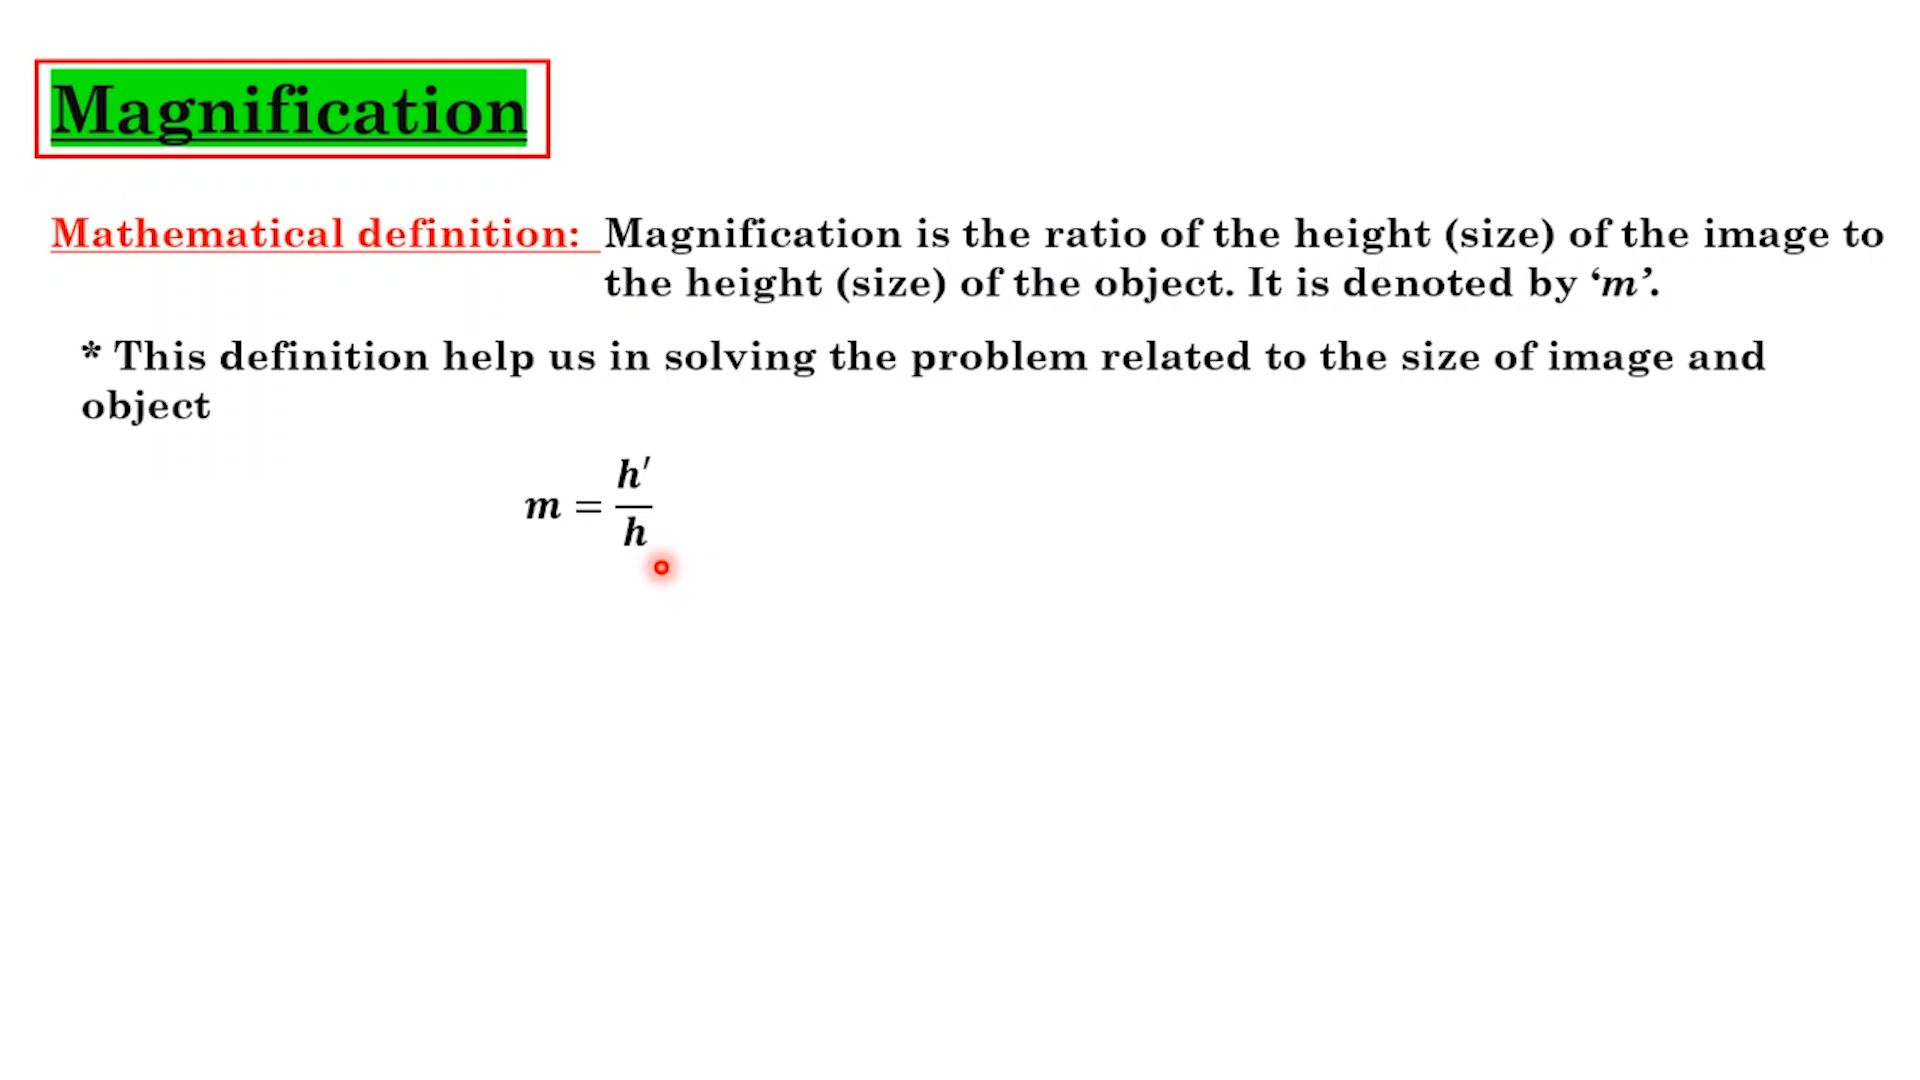 Magnification
Mathematical definition: Magnification is the ratio of the height (size) of the image to
the height (size) of the object. It is denoted by ‘m’.
* This definition help us in solving the problem related to the size of image and
object
m = h′/h